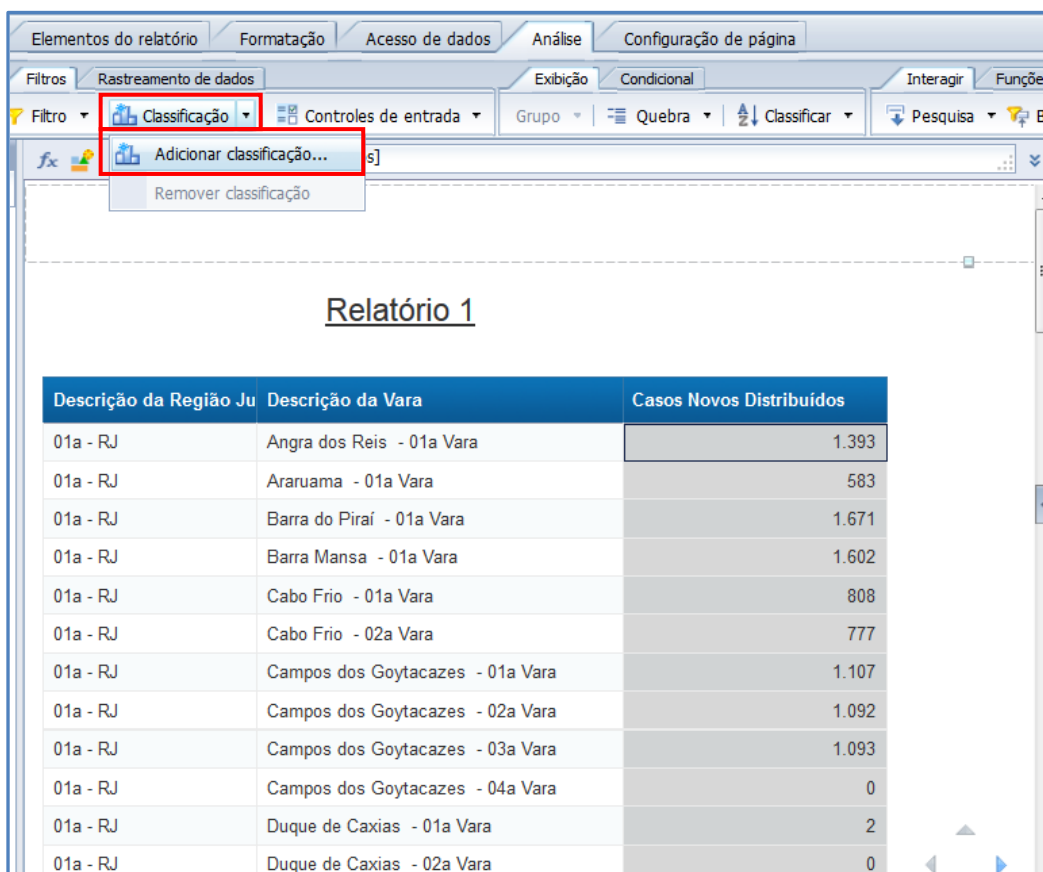 Elementos do relatório Formatação Acesso de dados Análise Configuração de página
Filtros Rastreamento de dados Exibição Condicional Interagir Funçõe
Filtro Classificação Controles de entrada Grupo Quebra Classificar Pesquisa
fx Adicionar classificação... s]
Remover classificação
Relatório 1
Descrição da Região Ju Descrição da Vara Casos Novos Distribuídos
01a - RJ Angra dos Reis - 01a Vara 1.393
01a - RJ Araruama - 01a Vara 583
01a - RJ Barra do Piraí - 01a Vara 1.671
01a - RJ Barra Mansa - 01a Vara 1.602
01a - RJ Cabo Frio - 01a Vara 808
01a - RJ Cabo Frio - 02a Vara 777
01a - RJ Campos dos Goytacazes - 01a Vara 1.107
01a - RJ Campos dos Goytacazes - 02a Vara 1.092
01a - RJ Campos dos Goytacazes - 03a Vara 1.093
01a - RJ Campos dos Goytacazes - 04a Vara 0
01a - RJ Duque de Caxias - 01a Vara 2
01a - RJ Duque de Caxias - 02a Vara 0